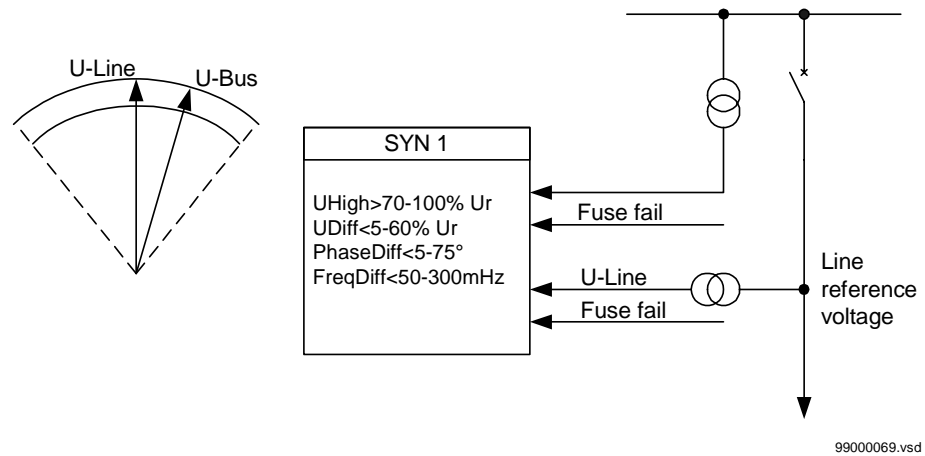 U-Line
U-Bus
SYN 1
UHigh>70-100% Ur
UDiff<5-60% Ur
PhaseDiff<5-75°
FreqDiff<50-300mHz
Fuse fail
U-Line
Fuse fail
Line
reference
voltage
99000069.vsd